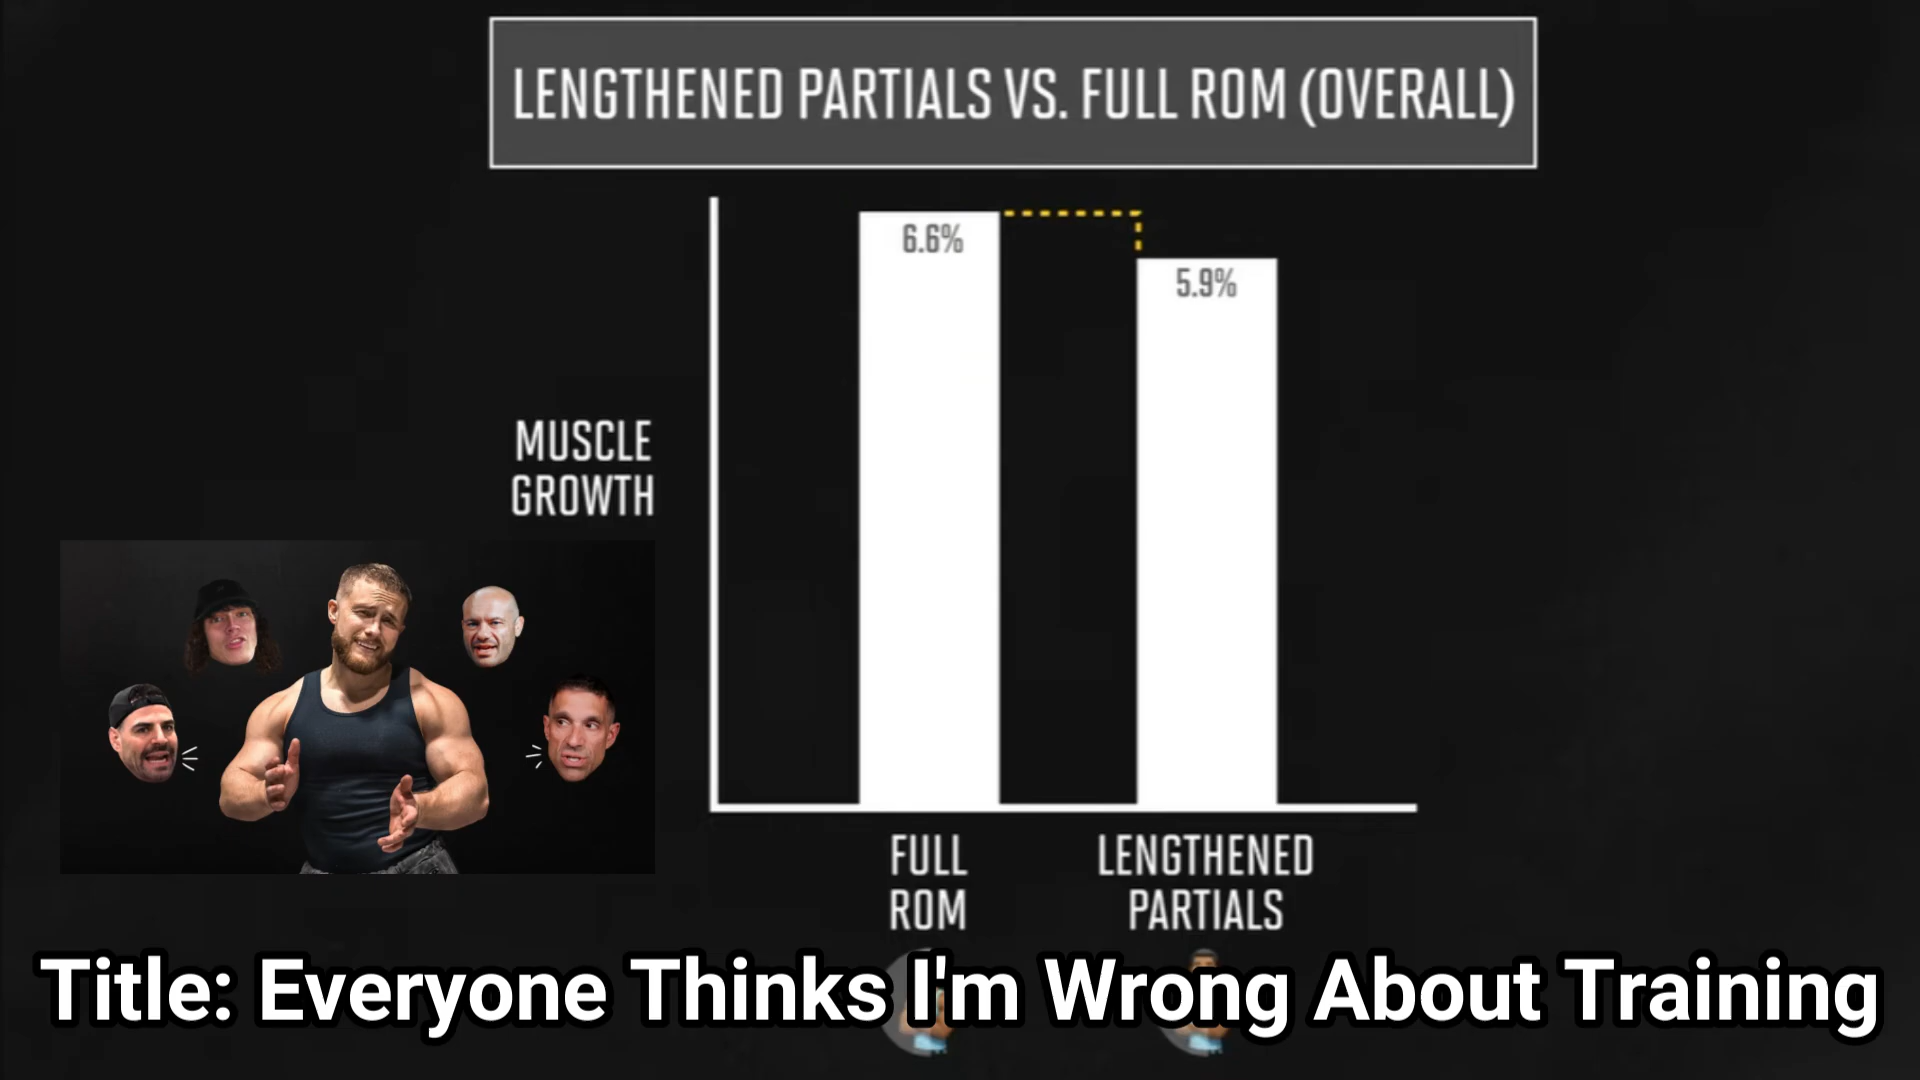 LENGTHENED PARTIALS VS. FULL ROM (OVERALL)
6.6%
5.9%
MUSCLE
GROWTH
FULL
ROM
LENGTHENED
PARTIALS
Title: Everyone Thinks I'm Wrong About Training